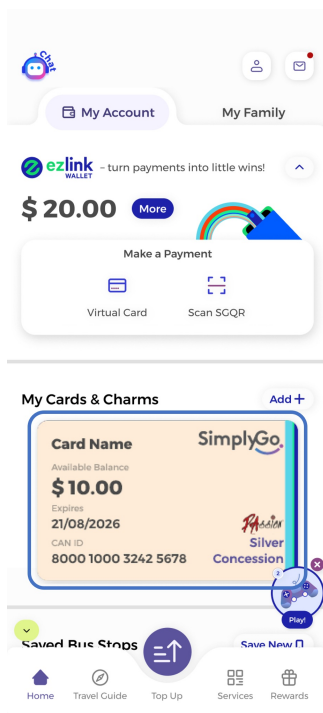 Chat
My Account
My Family
ezlink
WALLET
– turn payments into little wins!
$ 20.00
More
Make a Payment
Virtual Card
Scan SGQR
My Cards & Charms
Add +
Card Name
SimplyGo.
Available Balance
$ 10.00
Expires
21/08/2026
PAssion
CAN ID
Silver
8000 1000 3242 5678
Concession
2
Play!
Saved Bus Stops
Save New
Home
Travel Guide
Top Up
Services
Rewards